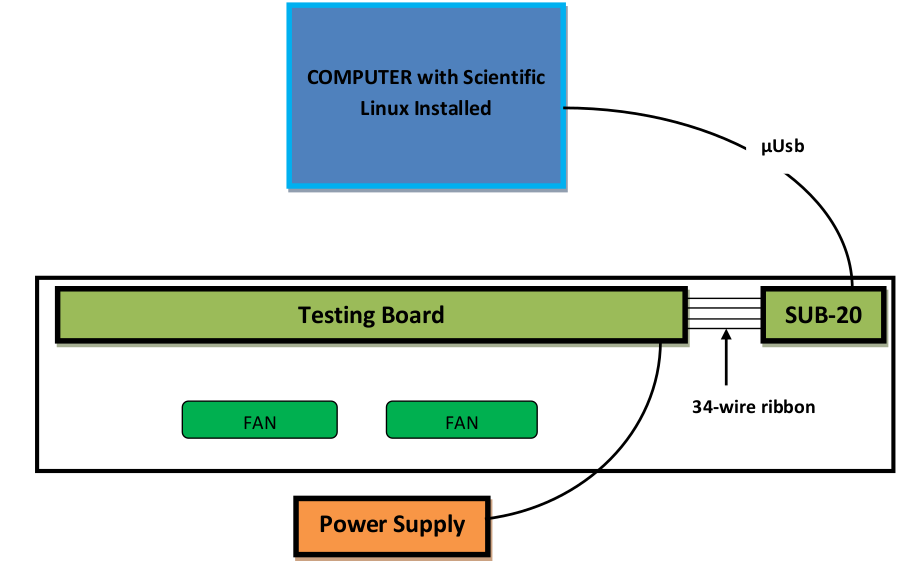 COMPUTER with Scientific
Linux Installed
µUsb
Testing Board
SUB-20
34-wire ribbon
FAN
FAN
Power Supply